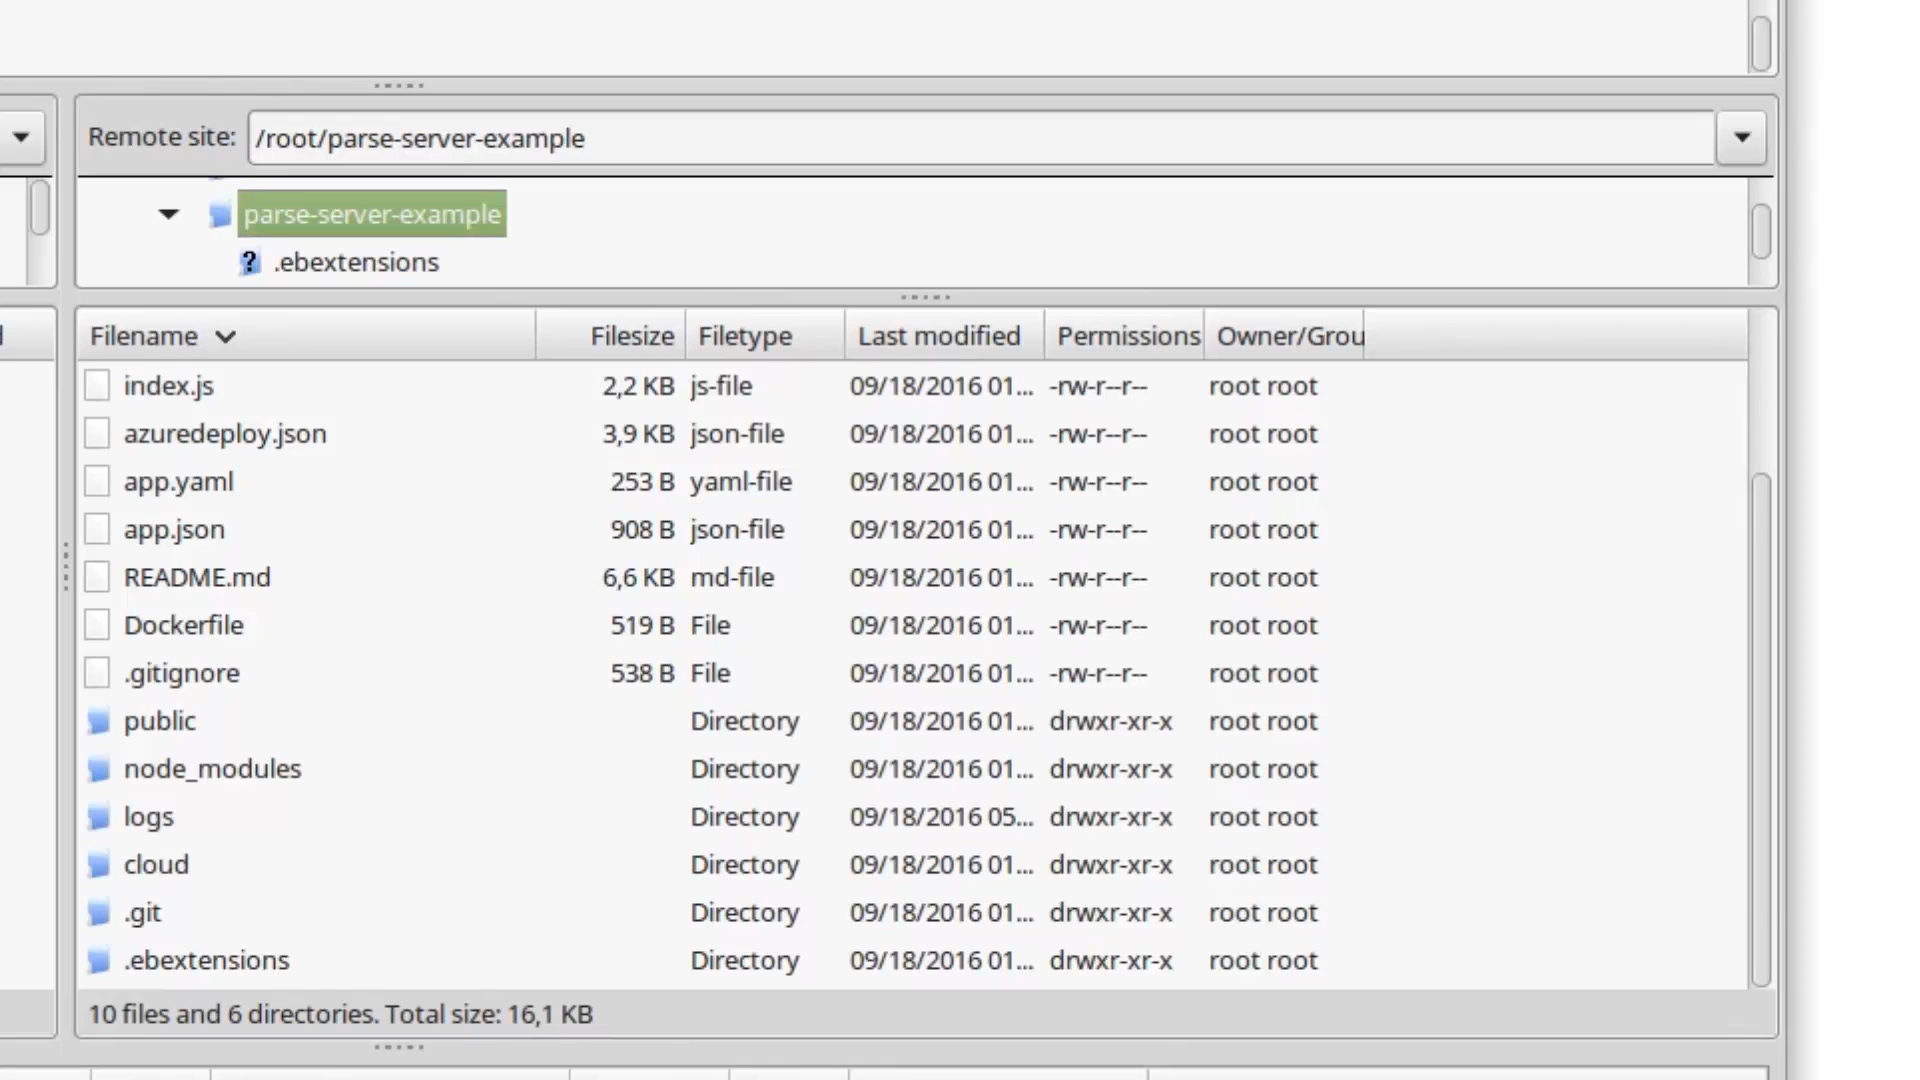 Remote site: /root/parse-server-example
parse-server-example
? .ebextensions
Filename Filesize Filetype Last modified Permissions Owner/Grou
index.js 2,2 KB js-file 09/18/2016 01... -rw-r--r-- root root
azuredeploy.json 3,9 KB json-file 09/18/2016 01... -rw-r--r-- root root
app.yaml 253 B yaml-file 09/18/2016 01... -rw-r--r-- root root
app.json 908 B json-file 09/18/2016 01... -rw-r--r-- root root
README.md 6,6 KB md-file 09/18/2016 01... -rw-r--r-- root root
Dockerfile 519 B File 09/18/2016 01... -rw-r--r-- root root
.gitignore 538 B File 09/18/2016 01... -rw-r--r-- root root
public Directory 09/18/2016 01... drwxr-xr-x root root
node_modules Directory 09/18/2016 01... drwxr-xr-x root root
logs Directory 09/18/2016 05... drwxr-xr-x root root
cloud Directory 09/18/2016 01... drwxr-xr-x root root
.git Directory 09/18/2016 01... drwxr-xr-x root root
.ebextensions Directory 09/18/2016 01... drwxr-xr-x root root
10 files and 6 directories. Total size: 16,1 KB